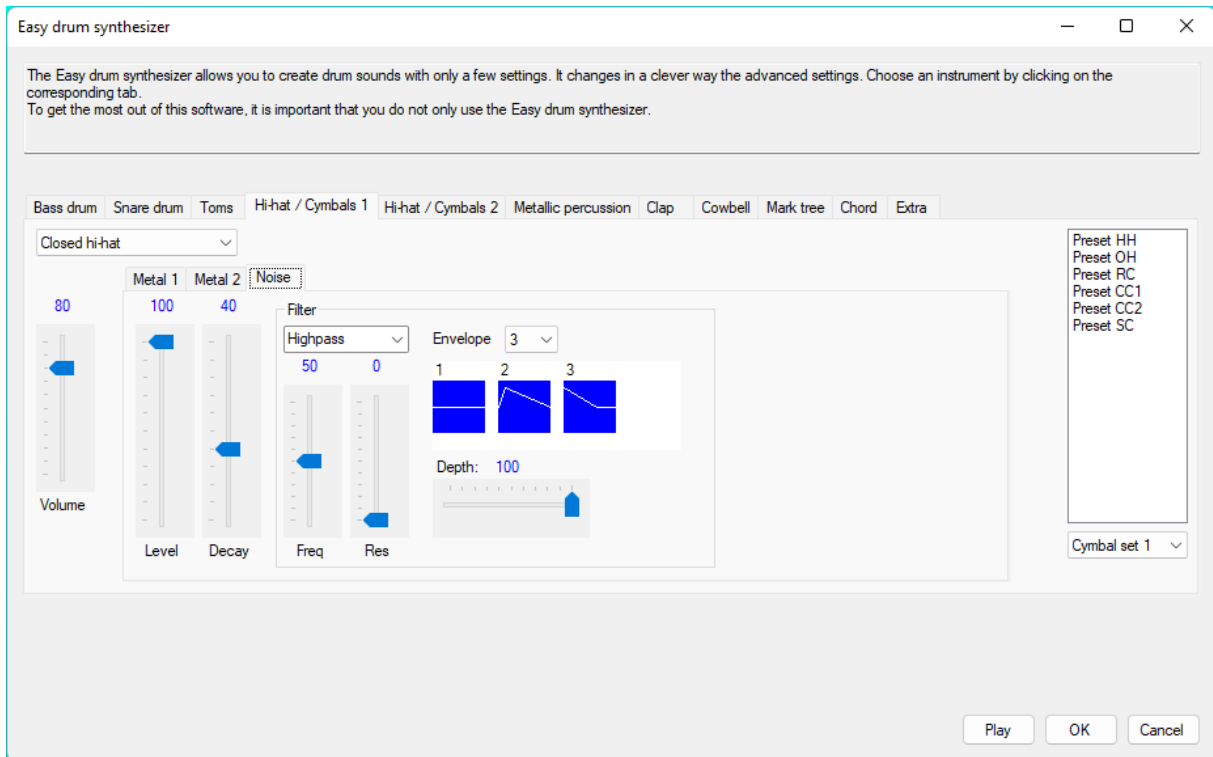 Easy drum synthesizer
The Easy drum synthesizer allows you to create drum sounds with only a few settings. It changes in a clever way the advanced settings. Choose an instrument by clicking on the
corresponding tab.
To get the most out of this software, it is important that you do not only use the Easy drum synthesizer.
Bass drum Snare drum Toms Hi-hat / Cymbals 1 Hi-hat / Cymbals 2 Metallic percussion Clap Cowbell Mark tree Chord Extra
Closed hi-hat
Metal 1 Metal 2 Noise
80
Volume
100 40
Level Decay
Filter
Highpass
50 0
Freq Res
Envelope 3
1 2 3
Depth: 100
Preset HH
Preset OH
Preset RC
Preset CC1
Preset CC2
Preset SC
Cymbal set 1
Play OK Cancel